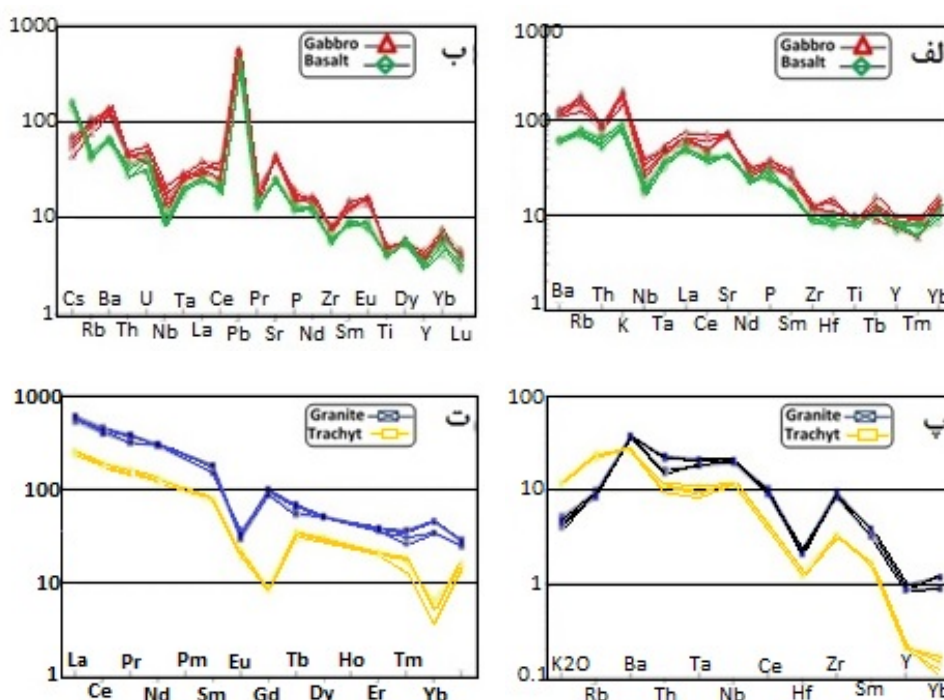 1000
Gabbro
Basalt
ب
100
10
1
Cs Ba U Ta Ce Pr P Zr Eu Dy Yb
Rb Th Nb La Pb Sr Nd Sm Ti Y Lu
1000
Gabbro
Basalt
لف
100
10
1
Ba Th Nb La Sr P Zr Ti Y Yb
Rb K Ta Ce Nd Sm Hf Tb Tm
1000
Granite
Trachyt
ت
100
10
1
La Pr Pm Eu Tb Ho Tm
Ce Nd Sm Gd Dy Er Yb
100
Granite
Trachyt
پ
10
1
0.1
K2O Ba Ta Ce Zr Y
Rb Th Nb Hf Sm Yb